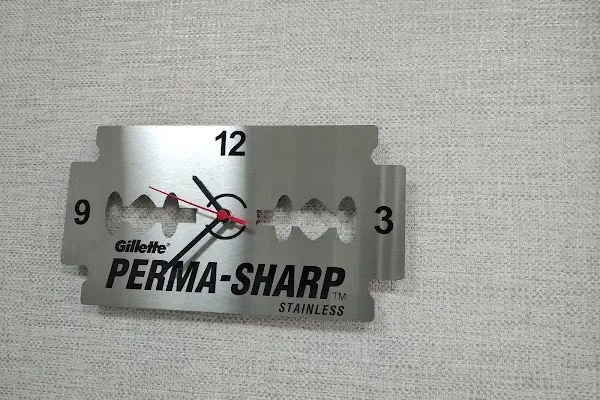 12
9
3
Gillette®
PERMA-SHARP™
STAINLESS